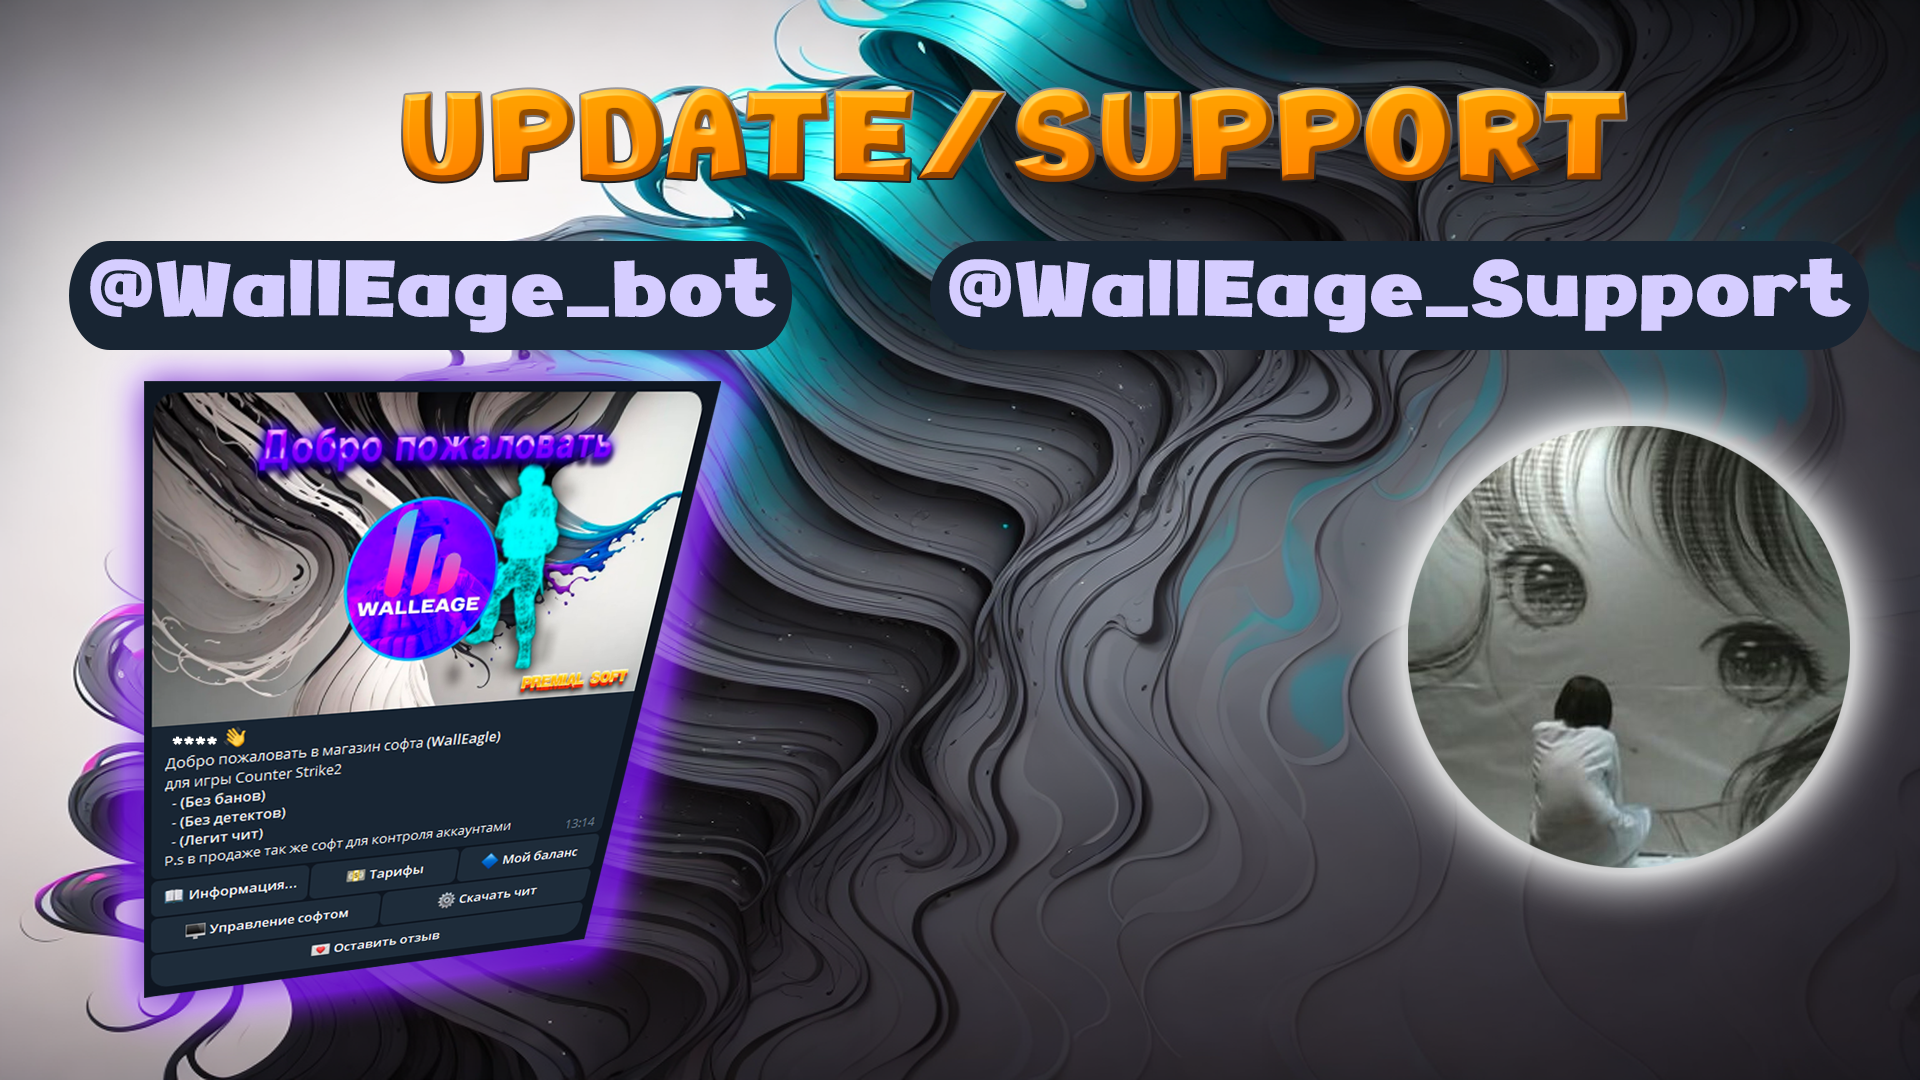 UPDATE/SUPPORT
@WallEage_bot
@WallEage_Support
Добро пожаловать
WALLEAGE
PREMIAL SOFT
**** 👋
Добро пожаловать в магазин софта (WallEagle)
для игры Counter Strike2
- (Без банов)
- (Без детектов)
- (Легит чит)
P.s в продаже так же софт для контроля аккаунтами
13:14
Информация...
Тарифы
Мой баланс
Управление софтом
Скачать чит
Оставить отзыв